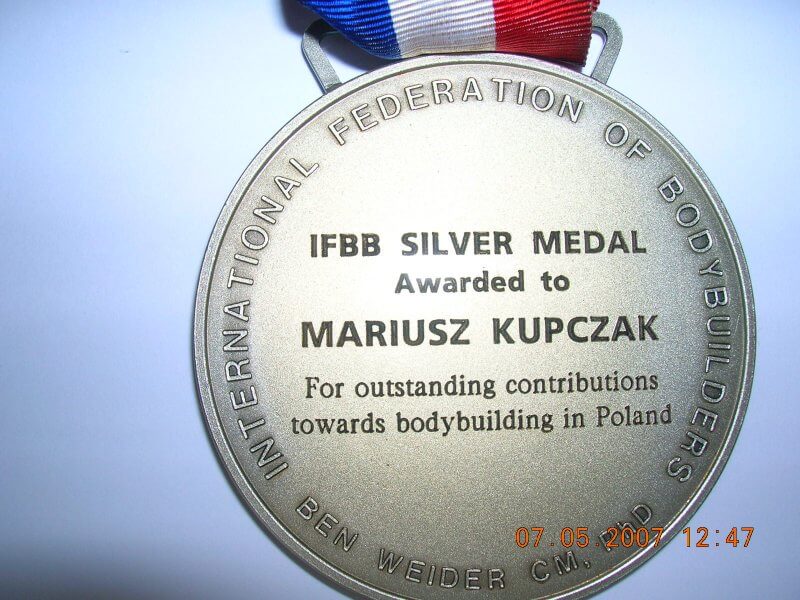 INTERNATIONAL FEDERATION OF BODYBUILDERS
IFBB SILVER MEDAL
Awarded to
MARIUSZ KUPCZAK
For outstanding contributions
towards bodybuilding in Poland
BEN WEIDER CM, PhD
07.05.2007 12:47